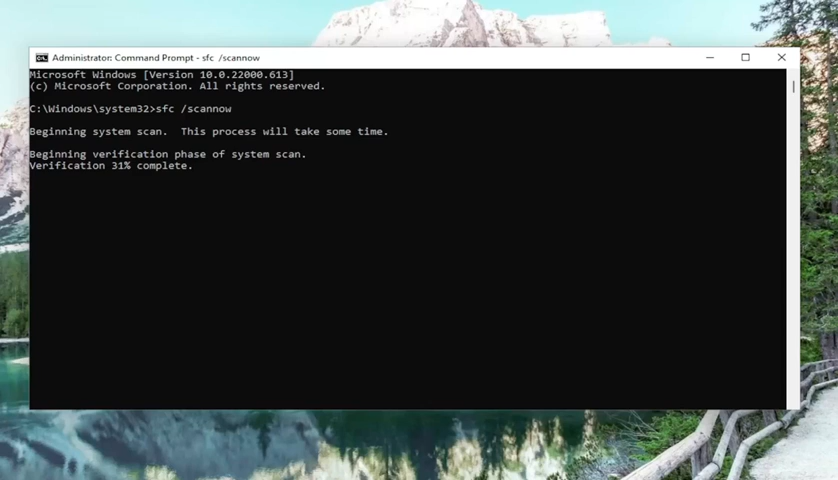 Administrator: Command Prompt - sfc /scannow
Microsoft Windows [Version 10.0.22000.613]
(c) Microsoft Corporation. All rights reserved.
C:\Windows\system32>sfc /scannow
Beginning system scan.  This process will take some time.
Beginning verification phase of system scan.
Verification 31% complete.